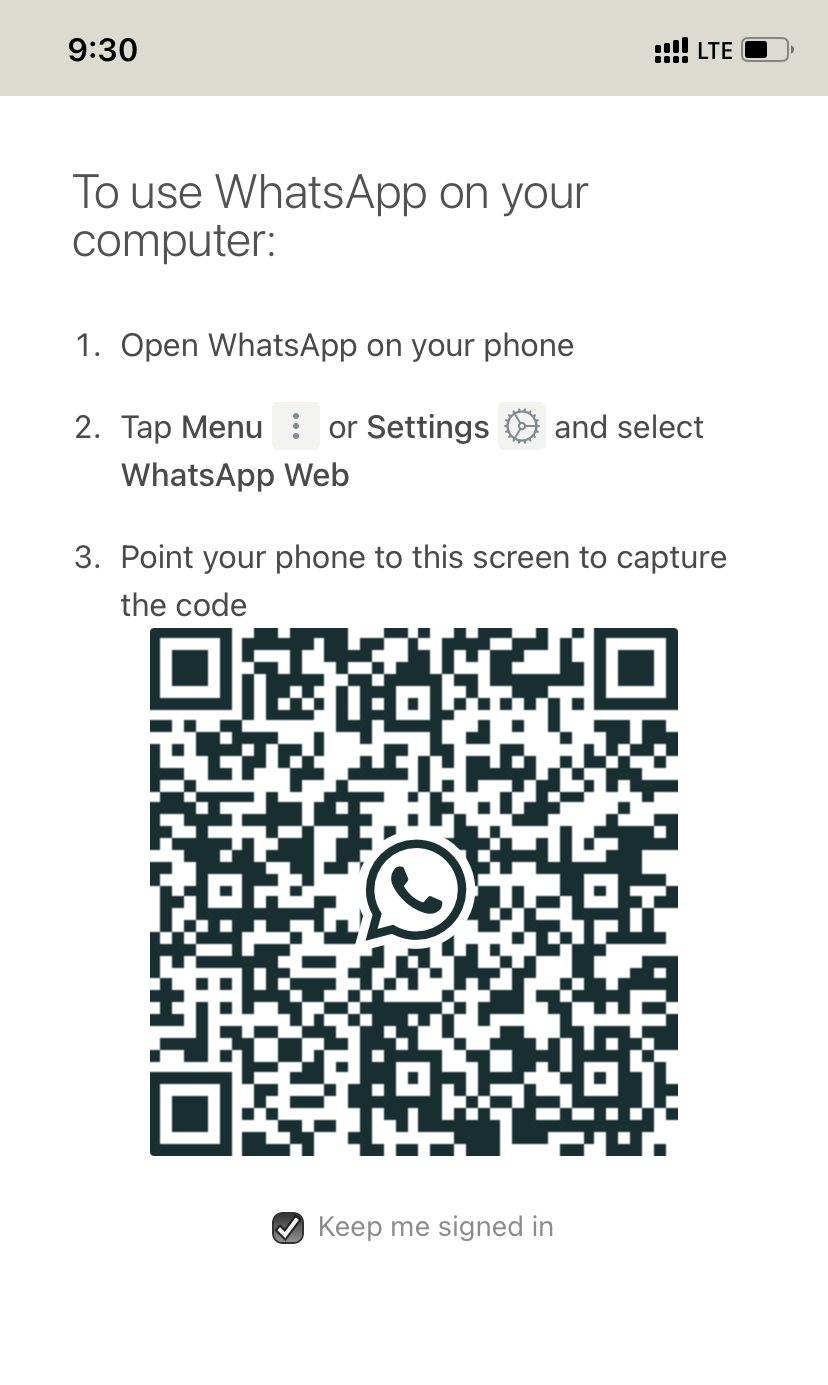 9:30
LTE
To use WhatsApp on your
computer:
1. Open WhatsApp on your phone
2. Tap Menu or Settings and select
WhatsApp Web
3. Point your phone to this screen to capture
the code
Keep me signed in